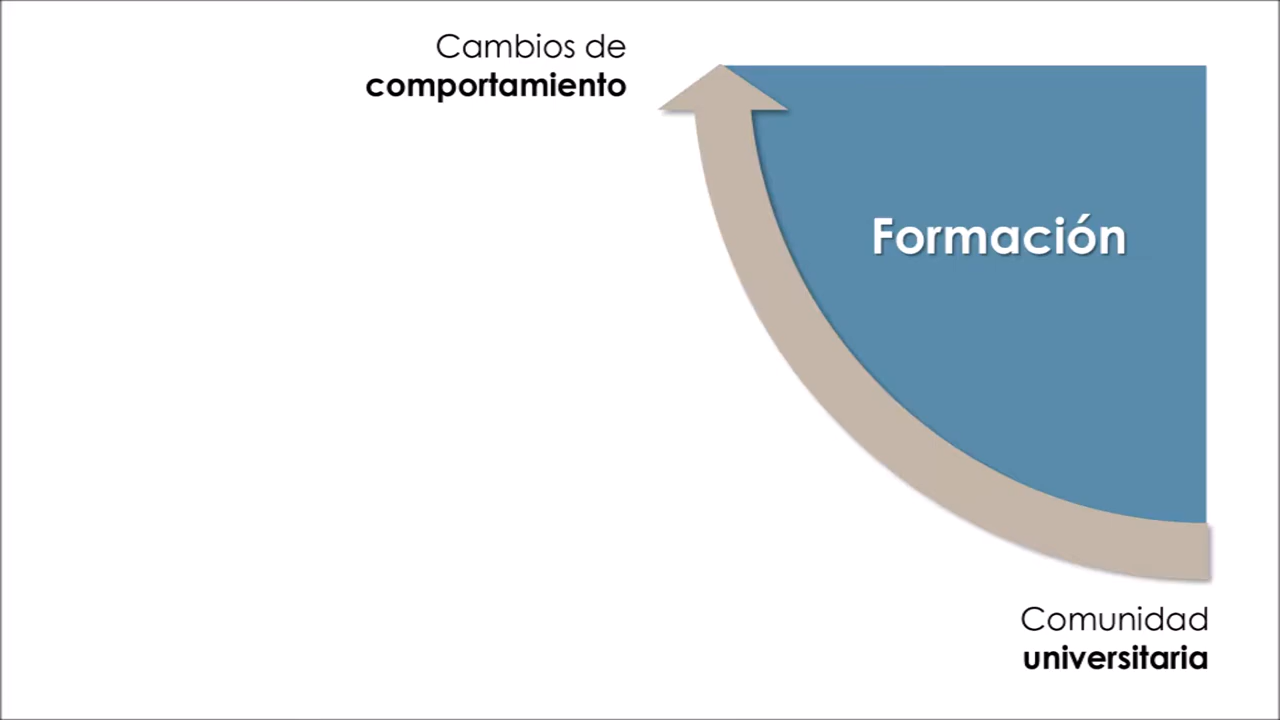 Cambios de
comportamiento
Formación
Comunidad
universitaria